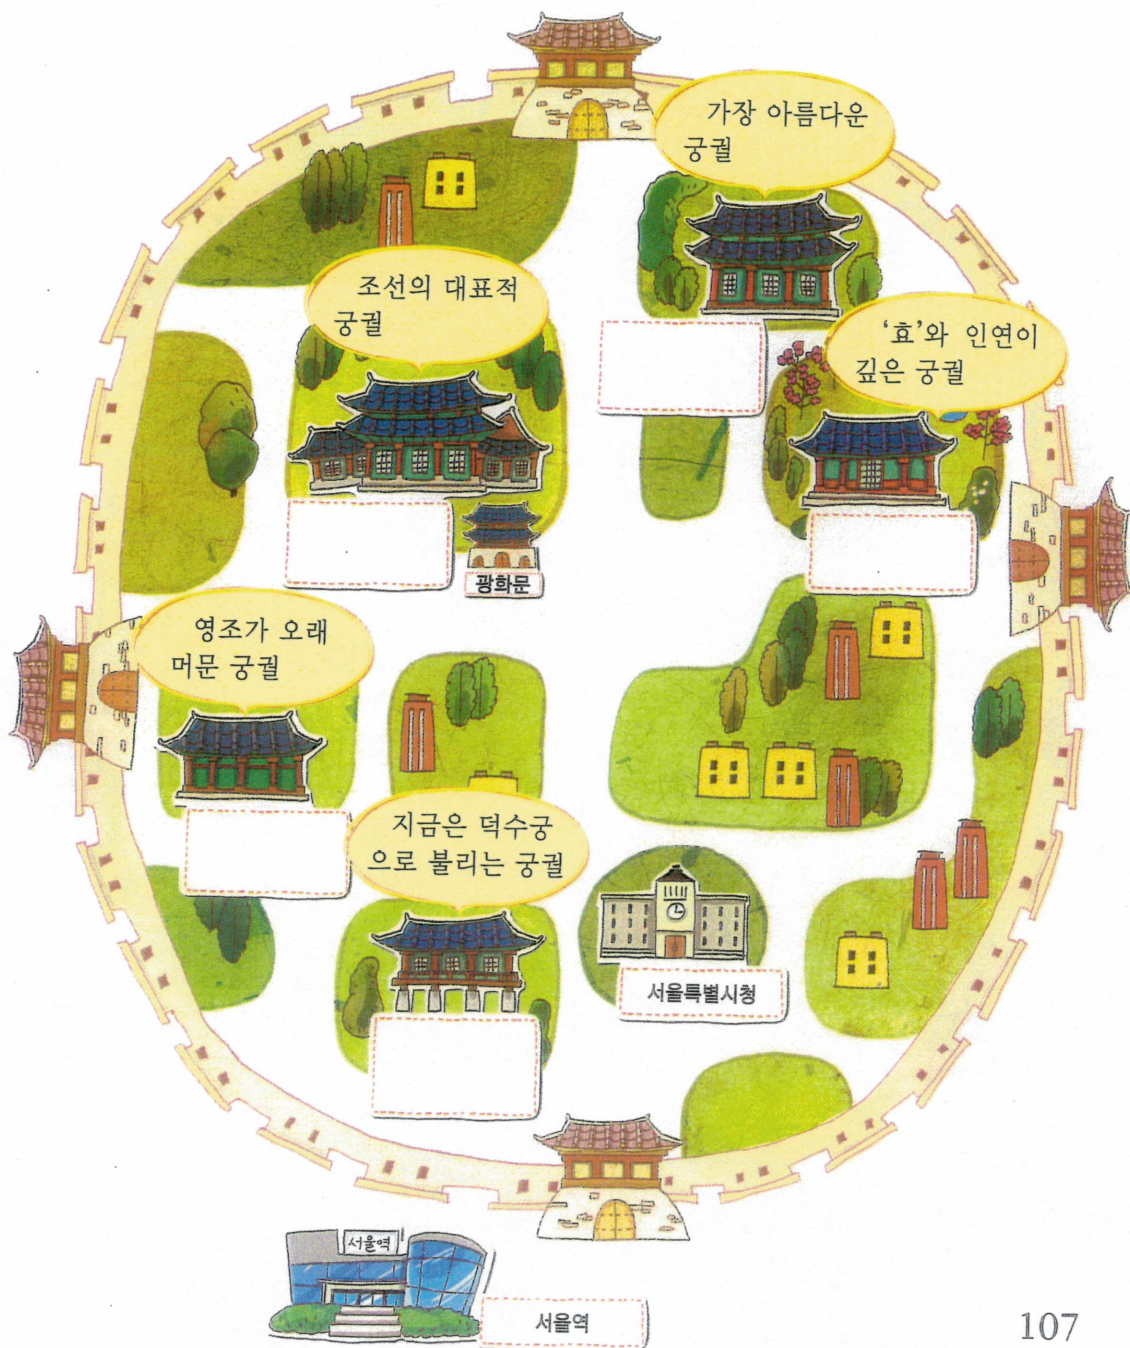 가장 아름다운
궁궐
조선의 대표적
궁궐
'효'와 인연이
깊은 궁궐
광화문
영조가 오래
머문 궁궐
지금은 덕수궁
으로 불리는 궁궐
서울특별시청
서울역
서울역
107